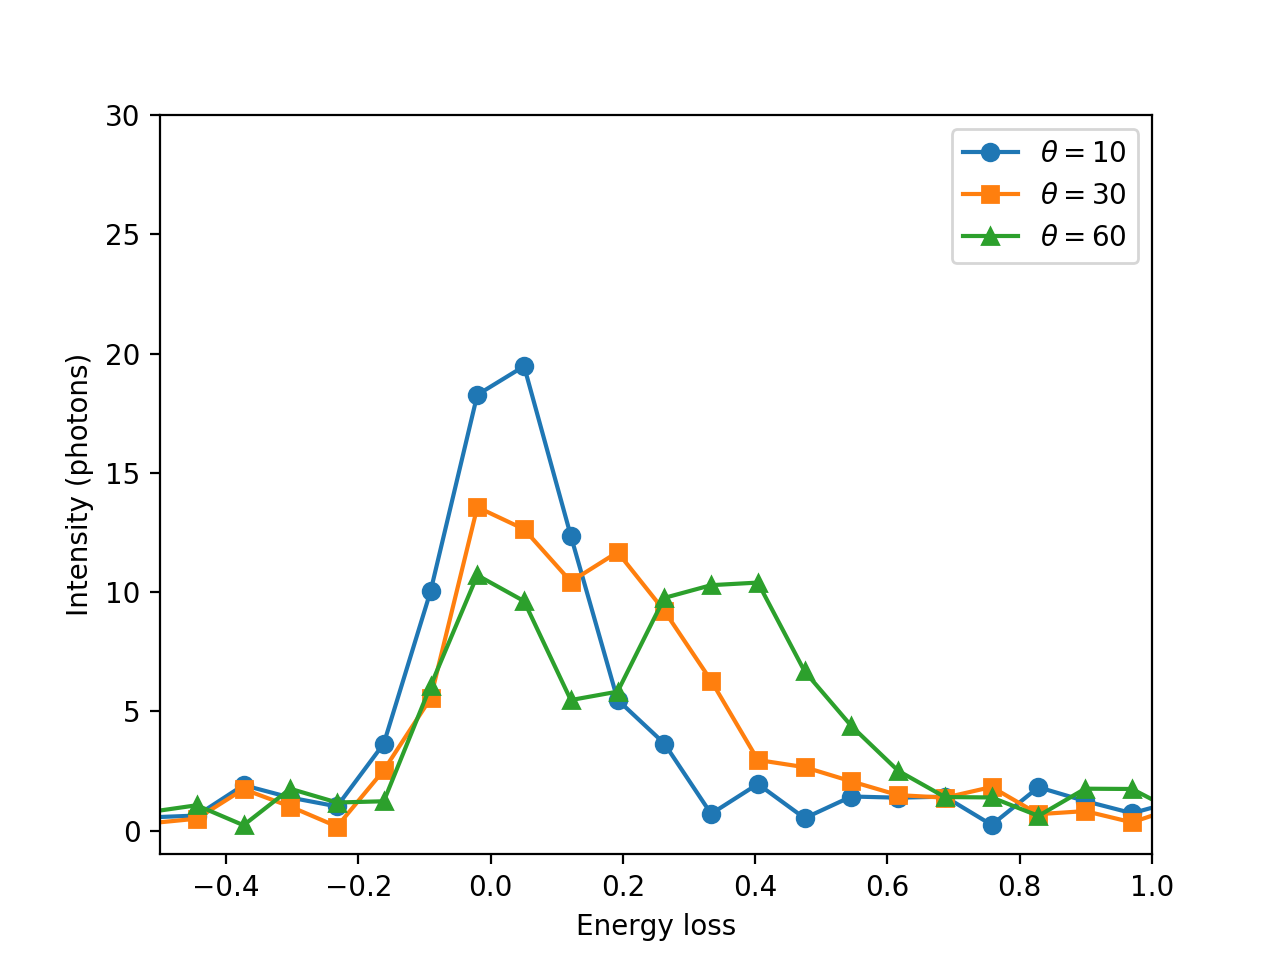 30
25
20
15
10
5
0
Intensity (photons)
θ = 10
θ = 30
θ = 60
−0.4 −0.2 0.0 0.2 0.4 0.6 0.8 1.0
Energy loss